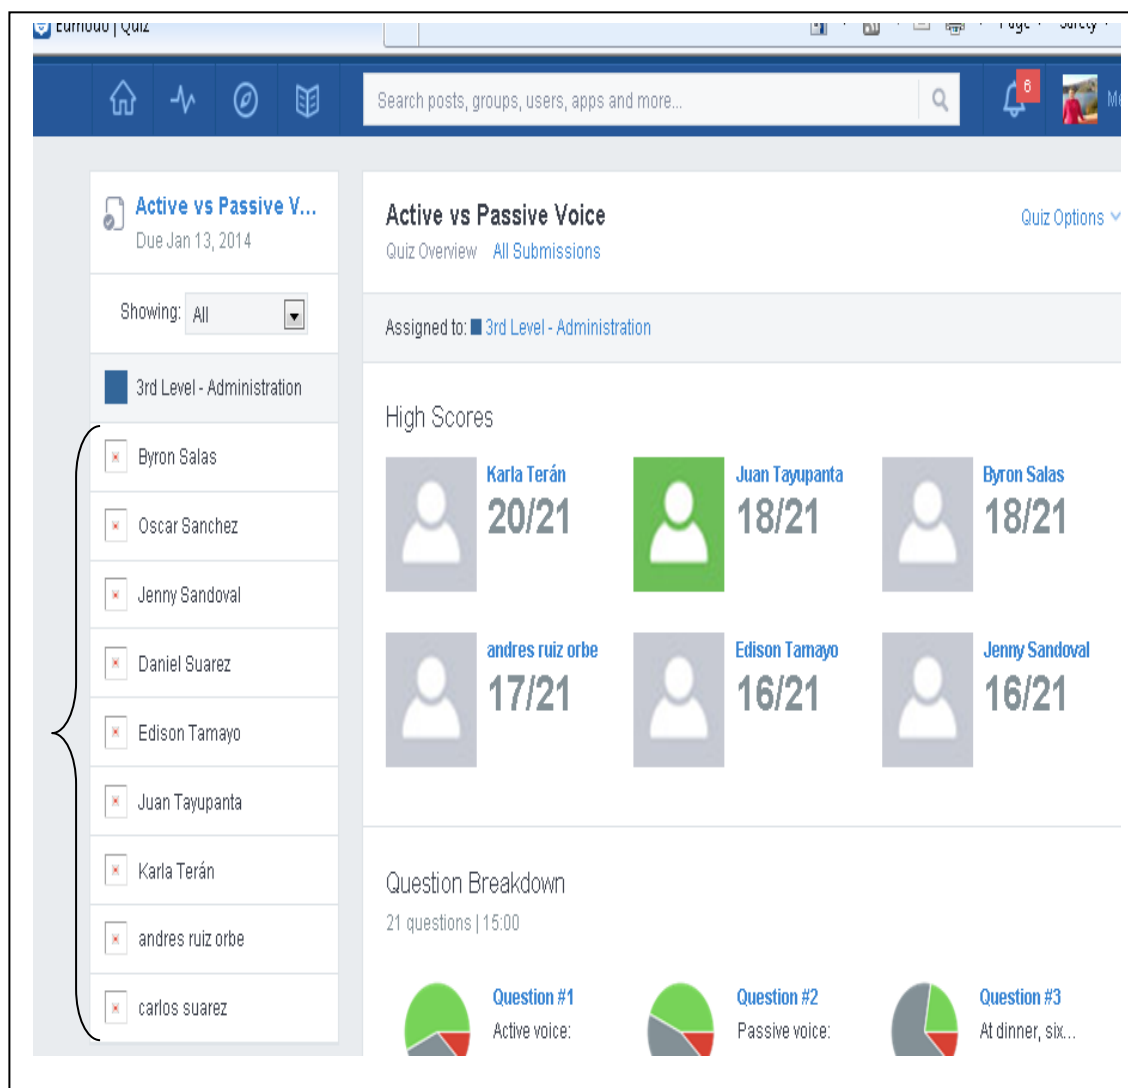 Edmodo | Quiz
Page Safety
Search posts, groups, users, apps and more...
6
Me
Active vs Passive V...
Due Jan 13, 2014
Showing: All
3rd Level - Administration
Byron Salas
Oscar Sanchez
Jenny Sandoval
Daniel Suarez
Edison Tamayo
Juan Tayupanta
Karla Terán
andres ruiz orbe
carlos suarez
Active vs Passive Voice
Quiz Options
Quiz Overview All Submissions
Assigned to: 3rd Level - Administration
High Scores
Karla Terán
20/21
Juan Tayupanta
18/21
Byron Salas
18/21
andres ruiz orbe
17/21
Edison Tamayo
16/21
Jenny Sandoval
16/21
Question Breakdown
21 questions | 15:00
Question #1
Active voice:
Question #2
Passive voice:
Question #3
At dinner, six...